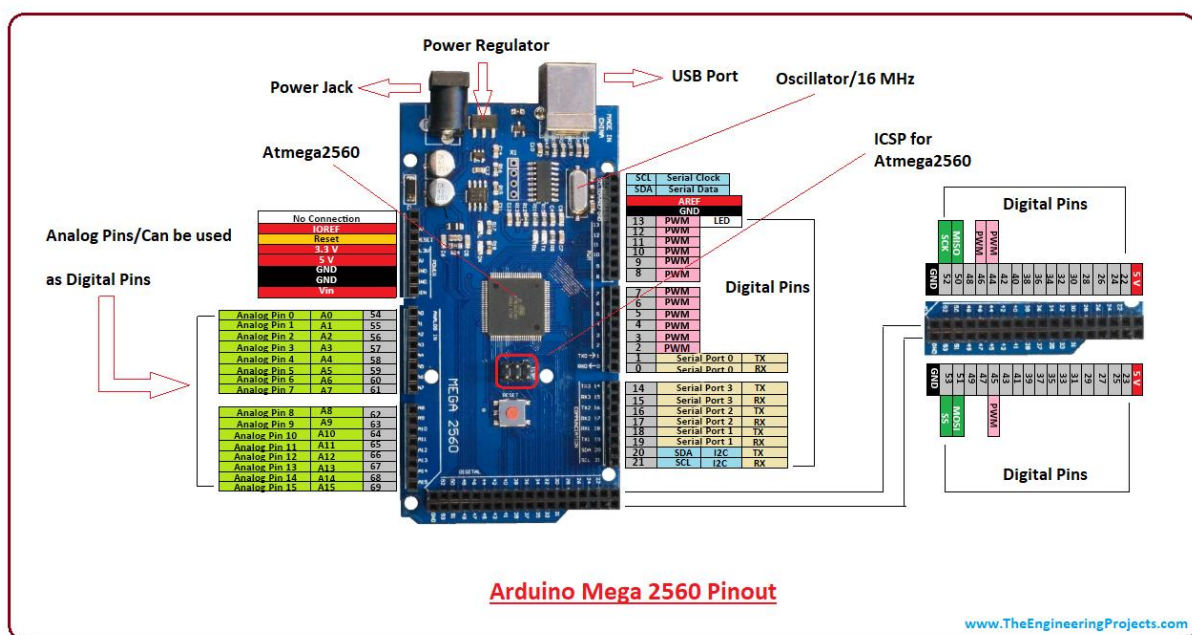 Power Regulator
Power Jack
USB Port
Oscillator/16 MHz
Atmega2560
ICSP for
Atmega2560
Analog Pins/Can be used
as Digital Pins
No Connection
IOREF
Reset
3.3 V
5 V
GND
GND
Vin
Analog Pin 0 A0 54
Analog Pin 1 A1 55
Analog Pin 2 A2 56
Analog Pin 3 A3 57
Analog Pin 4 A4 58
Analog Pin 5 A5 59
Analog Pin 6 A6 60
Analog Pin 7 A7 61
Analog Pin 8 A8 62
Analog Pin 9 A9 63
Analog Pin 10 A10 64
Analog Pin 11 A11 65
Analog Pin 12 A12 66
Analog Pin 13 A13 67
Analog Pin 14 A14 68
Analog Pin 15 A15 69
MADE IN
CHINA
RESET
MEGA 2560
ANALOG IN
COMMUNICATION
DIGITAL
SCL Serial Clock
SDA Serial Data
AREF
GND
13 PWM LED
12 PWM
11 PWM
10 PWM
9 PWM
8 PWM
7 PWM
6 PWM
5 PWM
4 PWM
3 PWM
2 PWM
1 Serial Port 0 TX
0 Serial Port 0 RX
14 Serial Port 3 TX
15 Serial Port 3 RX
16 Serial Port 2 TX
17 Serial Port 2 RX
18 Serial Port 1 TX
19 Serial Port 1 RX
20 SDA I2C TX
21 SCL I2C RX
Digital Pins
Digital Pins
SCK MISO PWM PWM
GND 52 50 48 46 44 42 40 38 36 34 32 30 28 26 24 22 5 V
GND 53 51 49 47 45 43 41 39 37 35 33 31 29 27 25 23 5 V
SS MOSI PWM
Digital Pins
Arduino Mega 2560 Pinout
www.TheEngineeringProjects.com